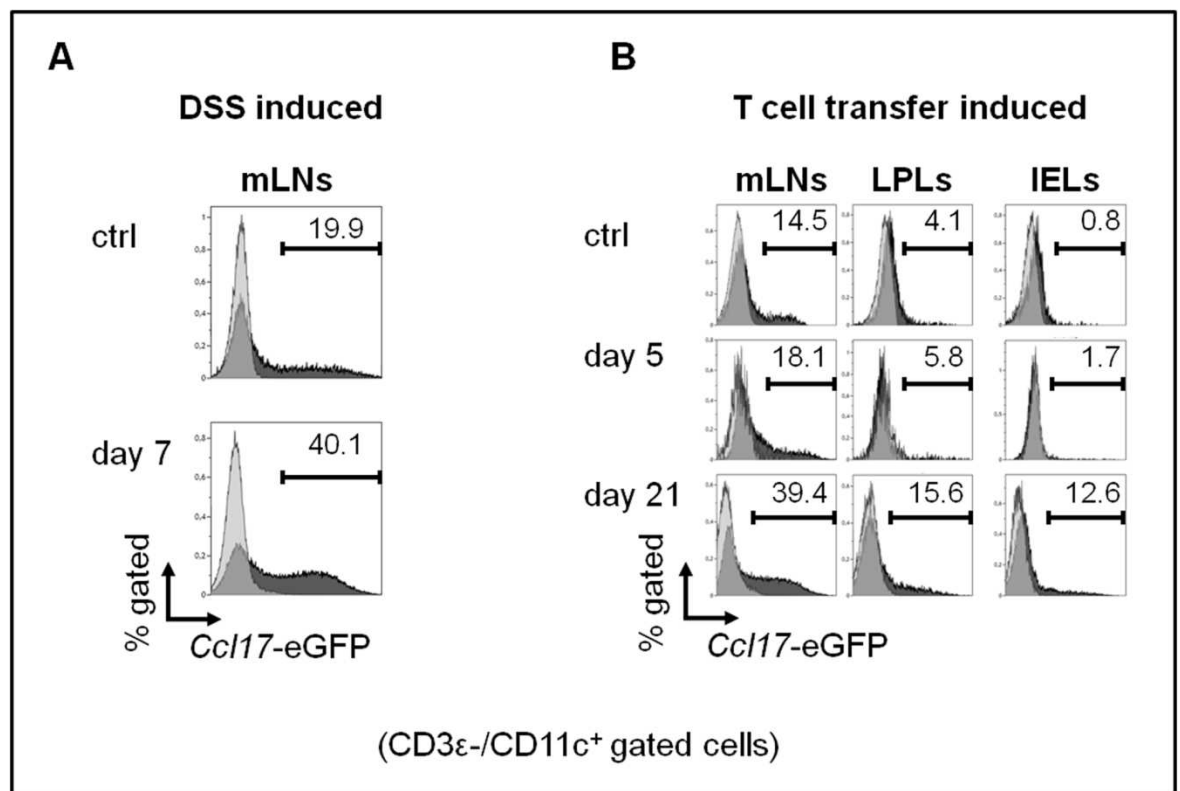 A
DSS induced
mLNs
ctrl
19.9
day 7
40.1
% gated
Ccl17-eGFP
B
T cell transfer induced
mLNs LPLs IELs
ctrl
14.5 4.1 0.8
day 5
18.1 5.8 1.7
day 21
39.4 15.6 12.6
% gated
Ccl17-eGFP
(CD3ε-/CD11c⁺ gated cells)